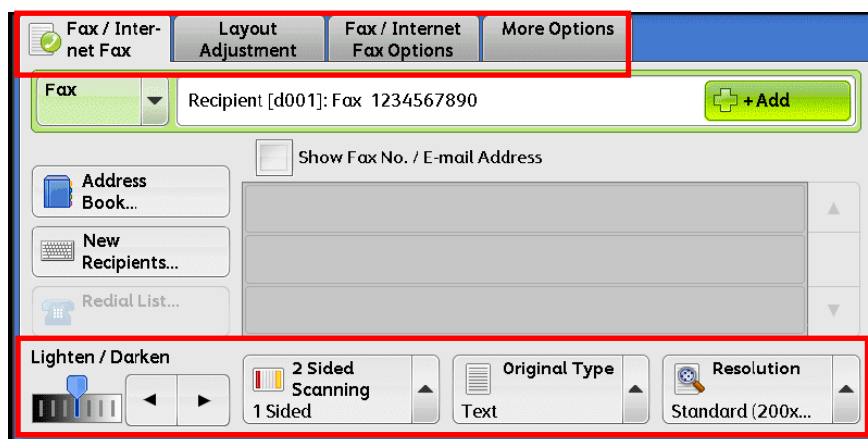 Fax / Inter-
net Fax
Layout
Adjustment
Fax / Internet
Fax Options
More Options
Fax
Recipient [d001]: Fax 1234567890
+ Add
Show Fax No. / E-mail Address
Address
Book...
New
Recipients...
Redial List...
Lighten / Darken
2 Sided
Scanning
1 Sided
Original Type
Text
Resolution
Standard (200x...